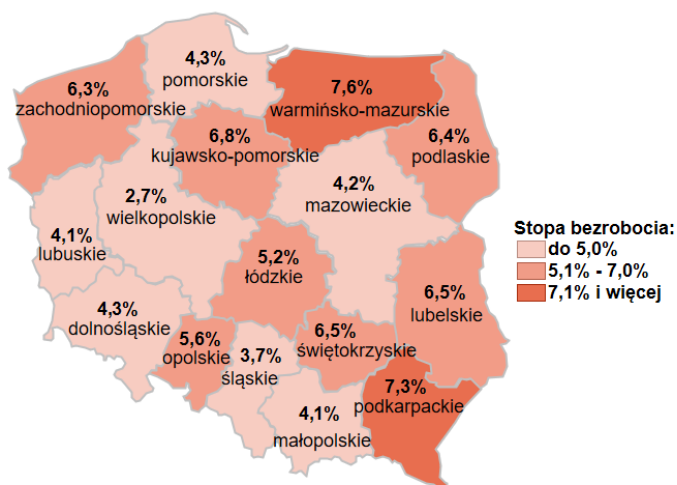 4,3%
pomorskie
7,6%
warmińsko-mazurskie
6,3%
zachodniopomorskie
6,8%
kujawsko-pomorskie
6,4%
podlaskie
2,7%
wielkopolskie
4,2%
mazowieckie
4,1%
lubuskie
Stopa bezrobocia:
do 5,0%
5,1% - 7,0%
7,1% i więcej
5,2%
łódzkie
6,5%
lubelskie
4,3%
dolnośląskie
5,6%
opolskie
3,7%
śląskie
6,5%
świętokrzyskie
4,1%
małopolskie
7,3%
podkarpackie